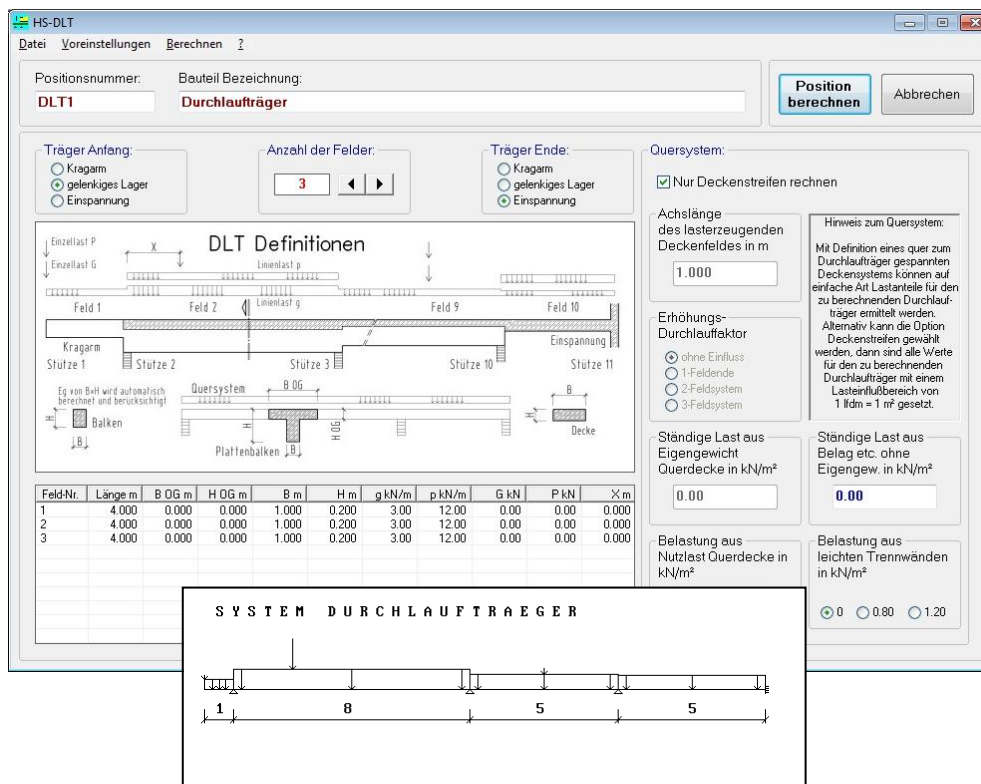 HS-DLT
Datei Voreinstellungen Berechnen ?
Positionsnummer: Bauteil Bezeichnung:
DLT1 Durchlaufträger
Position berechnen
Abbrechen
Träger Anfang:
Kragarm
gelenkiges Lager
Einspannung
Anzahl der Felder:
3
Träger Ende:
Kragarm
gelenkiges Lager
Einspannung
Quersystem:
Nur Deckenstreifen rechnen
Achslänge
des lasterzeugenden
Deckenfeldes in m
1.000
Hinweis zum Quersystem:
Mit Definition eines quer zum
Durchlaufträger gespannten
Deckensystems können auf
einfache Art Lastanteile für den
zu berechnenden Durchlauf-
träger ermittelt werden.
Alternativ kann die Option
Deckenstreifen gewählt
werden, dann sind alle Werte
für den zu berechnenden
Durchlaufträger mit einem
Lasteinflußbereich von
1 lfdm = 1 m² gesetzt.
Erhöhungs-
Durchlauffaktor
ohne Einfluss
1-Feldende
2-Feldsystem
3-Feldsystem
Ständige Last aus
Eigengewicht
Querdecke in kN/m²
0.00
Ständige Last aus
Belag etc. ohne
Eigengew. in kN/m²
0.00
Belastung aus
Nutzlast Querdecke in
kN/m²
Belastung aus
leichten Trennwänden
in kN/m²
0 0.80 1.20
DLT Definitionen
Einzellast P
Einzellast G
X
Linienlast p
Linienlast g
Feld 1 Feld 2 Feld 9 Feld 10
Kragarm
Einspannung
Stütze 1 Stütze 2 Stütze 3 Stütze 10 Stütze 11
Eg von B×H wird automatisch
berechnet und berücksichtigt
Quersystem
B OG
H
Balken
B
H
Plattenbalken
B
H OG
B
H
Decke
Feld-Nr. Länge m B OG m H OG m B m H m g kN/m p kN/m G kN P kN X m
1 4.000 0.000 0.000 1.000 0.200 3.00 12.00 0.00 0.00 0.000
2 4.000 0.000 0.000 1.000 0.200 3.00 12.00 0.00 0.00 0.000
3 4.000 0.000 0.000 1.000 0.200 3.00 12.00 0.00 0.00 0.000
SYSTEM DURCHLAUFTRAEGER
1 8 5 5